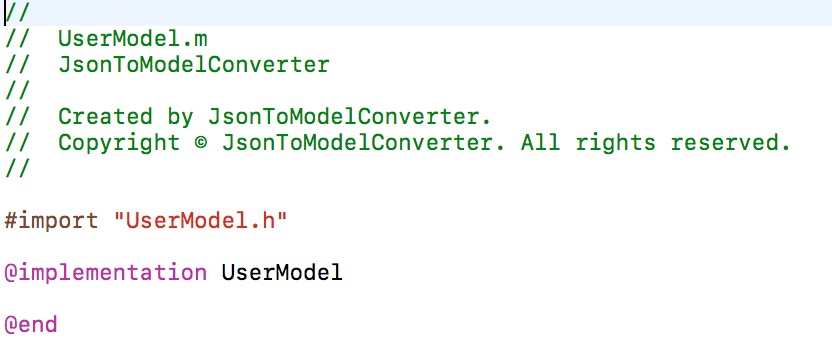 //
//  UserModel.m
//  JsonToModelConverter
//
//  Created by JsonToModelConverter.
//  Copyright © JsonToModelConverter. All rights reserved.
//
#import "UserModel.h"
@implementation UserModel
@end